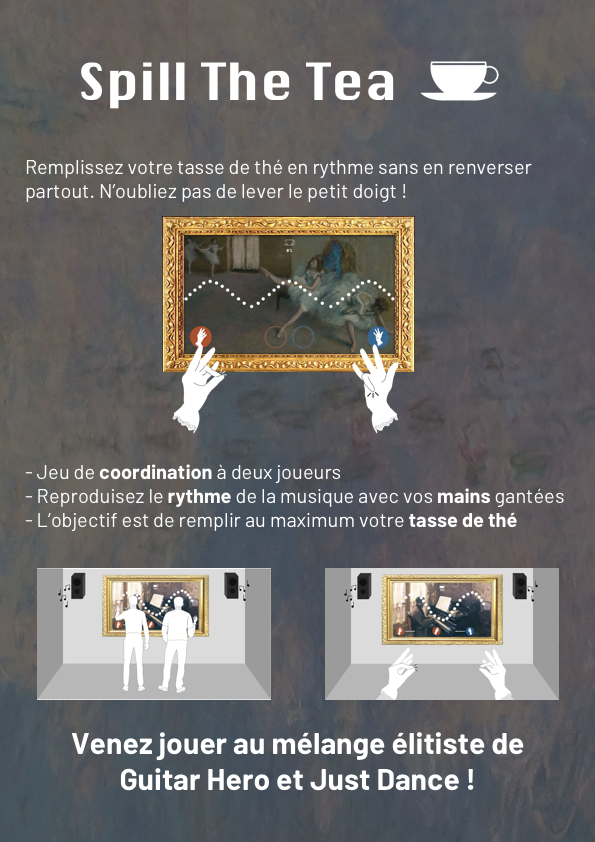 Spill The Tea
Remplissez votre tasse de thé en rythme sans en renverser
partout. N’oubliez pas de lever le petit doigt !
- Jeu de coordination à deux joueurs
- Reproduisez le rythme de la musique avec vos mains gantées
- L’objectif est de remplir au maximum votre tasse de thé
Venez jouer au mélange élitiste de
Guitar Hero et Just Dance !